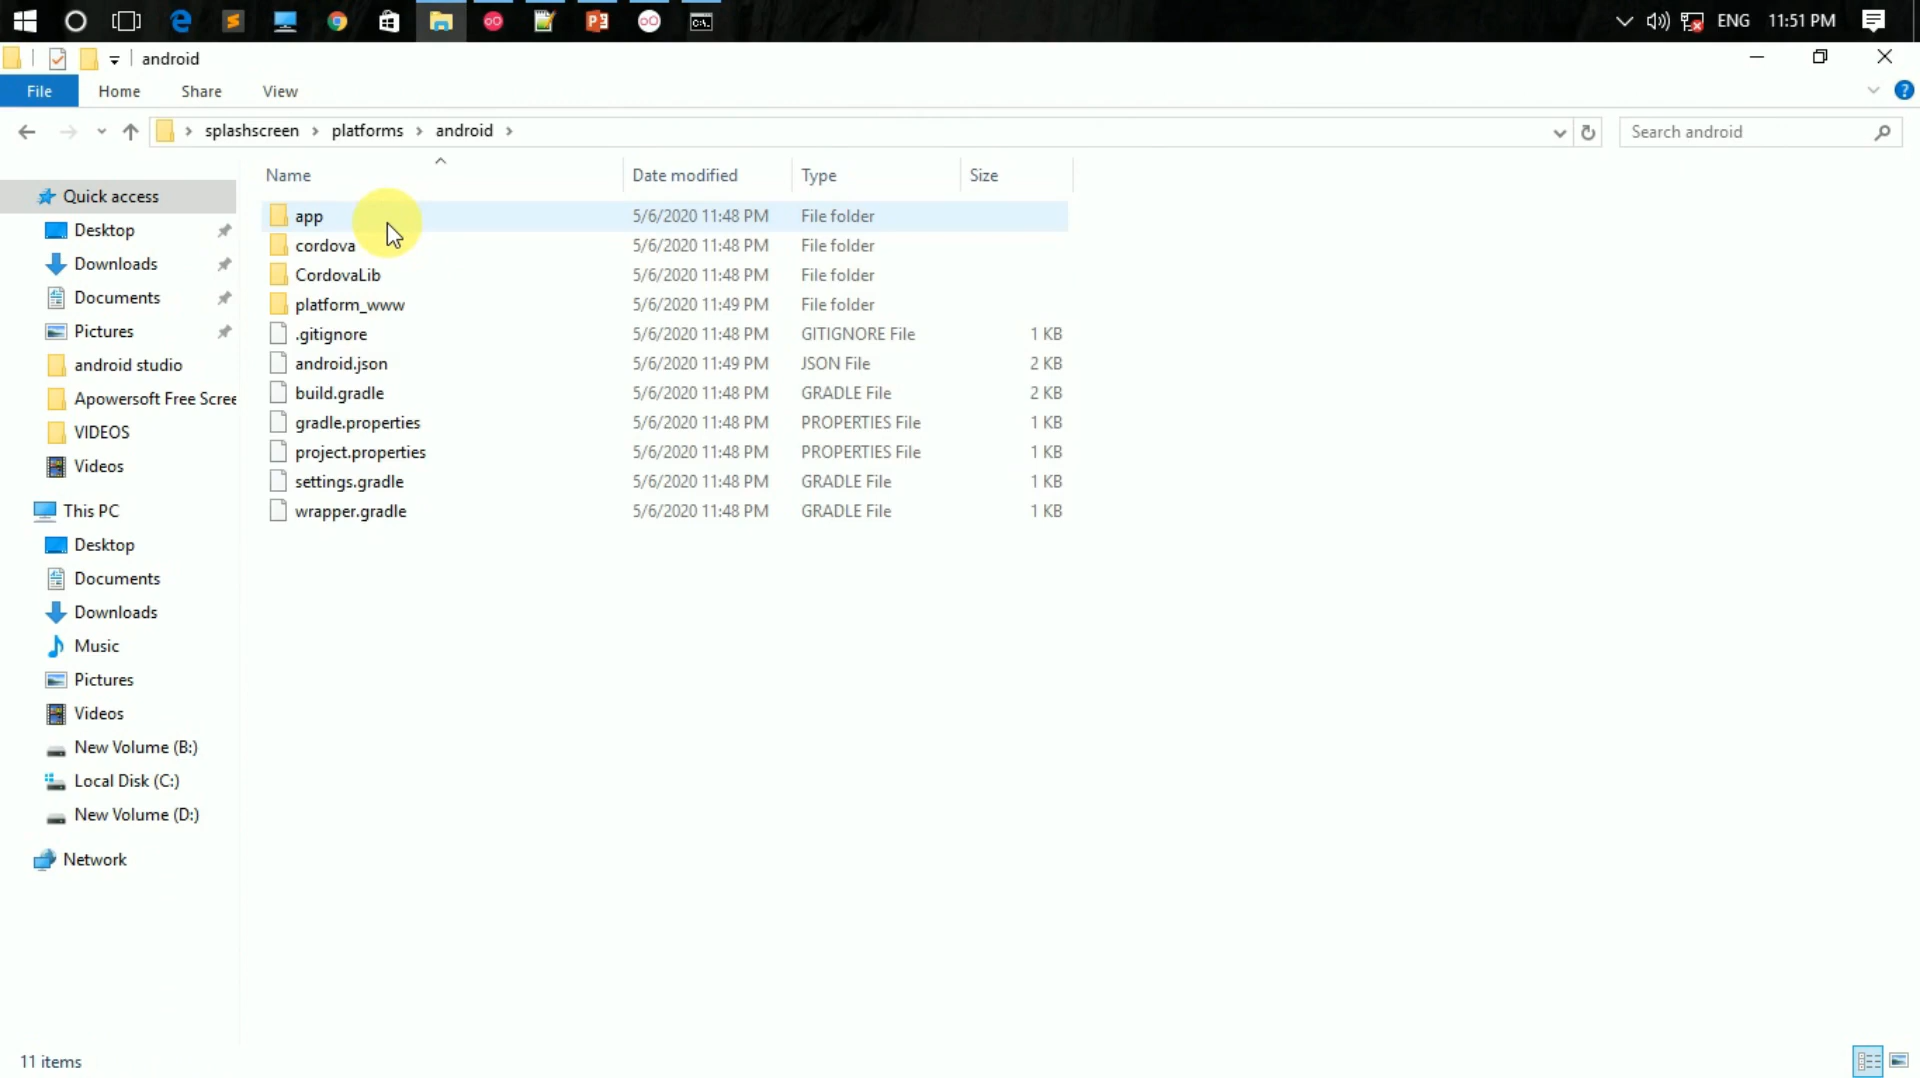 ENG 11:51 PM
android
File Home Share View
splashscreen platforms android
Search android
Name Date modified Type Size
Quick access
Desktop
Downloads
Documents
Pictures
android studio
Apowersoft Free Scree
VIDEOS
Videos
This PC
Desktop
Documents
Downloads
Music
Pictures
Videos
New Volume (B:)
Local Disk (C:)
New Volume (D:)
Network
app 5/6/2020 11:48 PM File folder
cordova 5/6/2020 11:48 PM File folder
CordovaLib 5/6/2020 11:48 PM File folder
platform_www 5/6/2020 11:49 PM File folder
.gitignore 5/6/2020 11:48 PM GITIGNORE File 1 KB
android.json 5/6/2020 11:49 PM JSON File 2 KB
build.gradle 5/6/2020 11:48 PM GRADLE File 2 KB
gradle.properties 5/6/2020 11:48 PM PROPERTIES File 1 KB
project.properties 5/6/2020 11:48 PM PROPERTIES File 1 KB
settings.gradle 5/6/2020 11:48 PM GRADLE File 1 KB
wrapper.gradle 5/6/2020 11:48 PM GRADLE File 1 KB
11 items